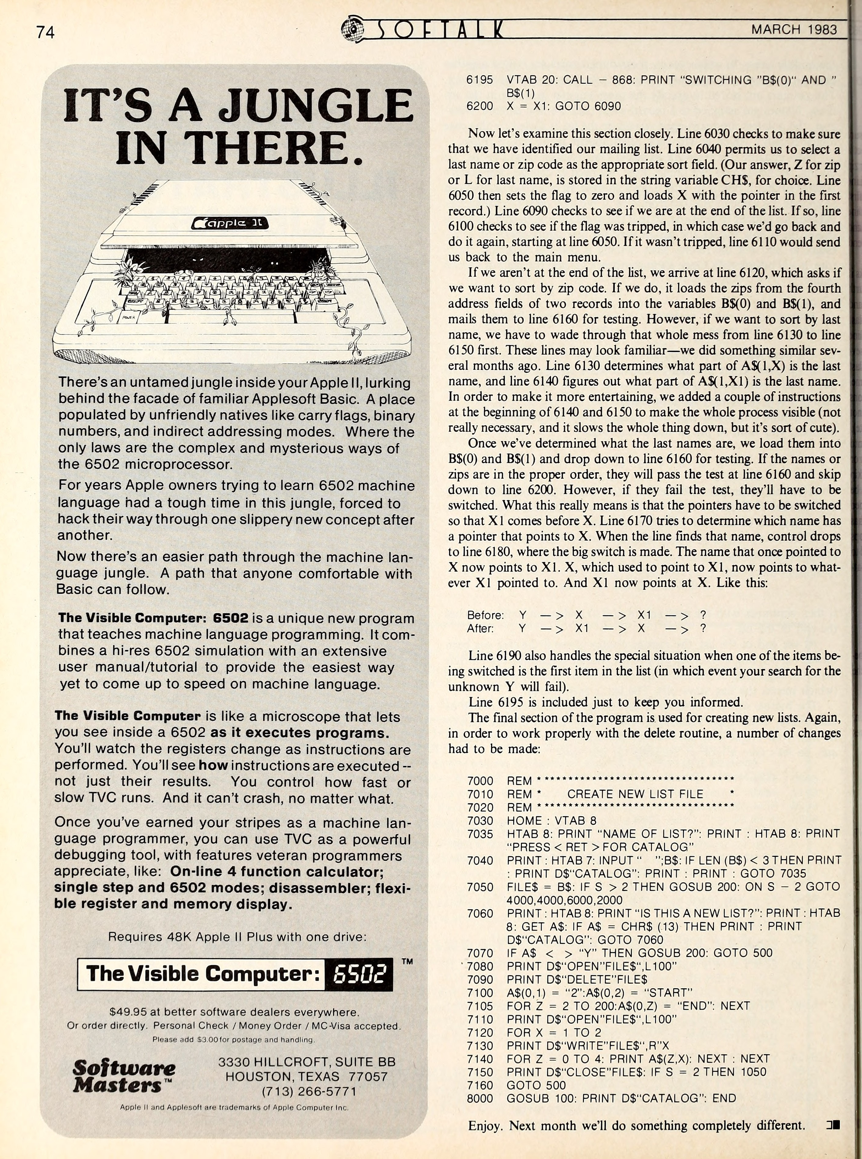 74
SOFTALK
MARCH 1983
IT'S A JUNGLE
IN THERE.
apple ][
There's an untamed jungle inside your Apple II, lurking
behind the facade of familiar Applesoft Basic. A place
populated by unfriendly natives like carry flags, binary
numbers, and indirect addressing modes. Where the
only laws are the complex and mysterious ways of
the 6502 microprocessor.
For years Apple owners trying to learn 6502 machine
language had a tough time in this jungle, forced to
hack their way through one slippery new concept after
another.
Now there's an easier path through the machine lan-
guage jungle. A path that anyone comfortable with
Basic can follow.
The Visible Computer: 6502 is a unique new program
that teaches machine language programming. It com-
bines a hi-res 6502 simulation with an extensive
user manual/tutorial to provide the easiest way
yet to come up to speed on machine language.
The Visible Computer is like a microscope that lets
you see inside a 6502 as it executes programs.
You'll watch the registers change as instructions are
performed. You'll see how instructions are executed --
not just their results. You control how fast or
slow TVC runs. And it can't crash, no matter what.
Once you've earned your stripes as a machine lan-
guage programmer, you can use TVC as a powerful
debugging tool, with features veteran programmers
appreciate, like: On-line 4 function calculator;
single step and 6502 modes; disassembler; flexi-
ble register and memory display.
Requires 48K Apple II Plus with one drive:
The Visible Computer: 6502 ™
$49.95 at better software dealers everywhere.
Or order directly. Personal Check / Money Order / MC-Visa accepted.
Please add $3.00 for postage and handling.
Software
Masters™
3330 HILLCROFT, SUITE BB
HOUSTON, TEXAS 77057
(713) 266-5771
Apple II and Applesoft are trademarks of Apple Computer Inc.
6195 VTAB 20: CALL – 868: PRINT "SWITCHING "B$(0)" AND "
B$(1)
6200 X = X1: GOTO 6090
Now let's examine this section closely. Line 6030 checks to make sure
that we have identified our mailing list. Line 6040 permits us to select a
last name or zip code as the appropriate sort field. (Our answer, Z for zip
or L for last name, is stored in the string variable CH$, for choice. Line
6050 then sets the flag to zero and loads X with the pointer in the first
record.) Line 6090 checks to see if we are at the end of the list. If so, line
6100 checks to see if the flag was tripped, in which case we'd go back and
do it again, starting at line 6050. If it wasn't tripped, line 6110 would send
us back to the main menu.
If we aren't at the end of the list, we arrive at line 6120, which asks if
we want to sort by zip code. If we do, it loads the zips from the fourth
address fields of two records into the variables B$(0) and B$(1), and
mails them to line 6160 for testing. However, if we want to sort by last
name, we have to wade through that whole mess from line 6130 to line
6150 first. These lines may look familiar—we did something similar sev-
eral months ago. Line 6130 determines what part of A$(1,X) is the last
name, and line 6140 figures out what part of A$(1,X1) is the last name.
In order to make it more entertaining, we added a couple of instructions
at the beginning of 6140 and 6150 to make the whole process visible (not
really necessary, and it slows the whole thing down, but it's sort of cute).
Once we've determined what the last names are, we load them into
B$(0) and B$(1) and drop down to line 6160 for testing. If the names or
zips are in the proper order, they will pass the test at line 6160 and skip
down to line 6200. However, if they fail the test, they'll have to be
switched. What this really means is that the pointers have to be switched
so that X1 comes before X. Line 6170 tries to determine which name has
a pointer that points to X. When the line finds that name, control drops
to line 6180, where the big switch is made. The name that once pointed to
X now points to X1. X, which used to point to X1, now points to what-
ever X1 pointed to. And X1 now points at X. Like this:
Before: Y —> X —> X1 —> ?
After: Y —> X1 —> X —> ?
Line 6190 also handles the special situation when one of the items be-
ing switched is the first item in the list (in which event your search for the
unknown Y will fail).
Line 6195 is included just to keep you informed.
The final section of the program is used for creating new lists. Again,
in order to work properly with the delete routine, a number of changes
had to be made:
7000 REM *********************************
7010 REM * CREATE NEW LIST FILE *
7020 REM *********************************
7030 HOME : VTAB 8
7035 HTAB 8: PRINT "NAME OF LIST?": PRINT : HTAB 8: PRINT
"PRESS < RET > FOR CATALOG"
7040 PRINT : HTAB 7: INPUT " ";B$: IF LEN (B$) < 3 THEN PRINT
: PRINT D$"CATALOG": PRINT : PRINT : GOTO 7035
7050 FILE$ = B$: IF S > 2 THEN GOSUB 200: ON S – 2 GOTO
4000,4000,6000,2000
7060 PRINT : HTAB 8: PRINT "IS THIS A NEW LIST?": PRINT : HTAB
8: GET A$: IF A$ = CHR$ (13) THEN PRINT : PRINT
D$"CATALOG": GOTO 7060
7070 IF A$ < > "Y" THEN GOSUB 200: GOTO 500
7080 PRINT D$"OPEN"FILE$",L100"
7090 PRINT D$"DELETE"FILE$
7100 A$(0,1) = "2":A$(0,2) = "START"
7105 FOR Z = 2 TO 200:A$(0,Z) = "END": NEXT
7110 PRINT D$"OPEN"FILE$",L100"
7120 FOR X = 1 TO 2
7130 PRINT D$"WRITE"FILE$",R"X
7140 FOR Z = 0 TO 4: PRINT A$(Z,X): NEXT : NEXT
7150 PRINT D$"CLOSE"FILE$: IF S = 2 THEN 1050
7160 GOTO 500
8000 GOSUB 100: PRINT D$"CATALOG": END
Enjoy. Next month we'll do something completely different.